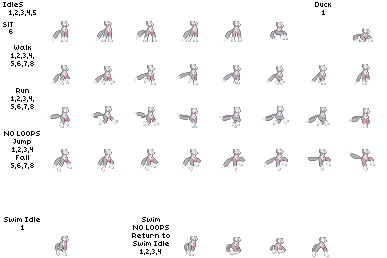 IdleS
1,2,3,4,5
Duck
1
SIT
6
Walk
1,2,3,4,
5,6,7,8
Run
1,2,3,4,
5,6,7,8
NO LOOPS
Jump
1,2,3,4
Fall
5,6,7,8
Swim Idle
1
Swim
NO LOOPS
Return to
Swim Idle
1,2,3,4